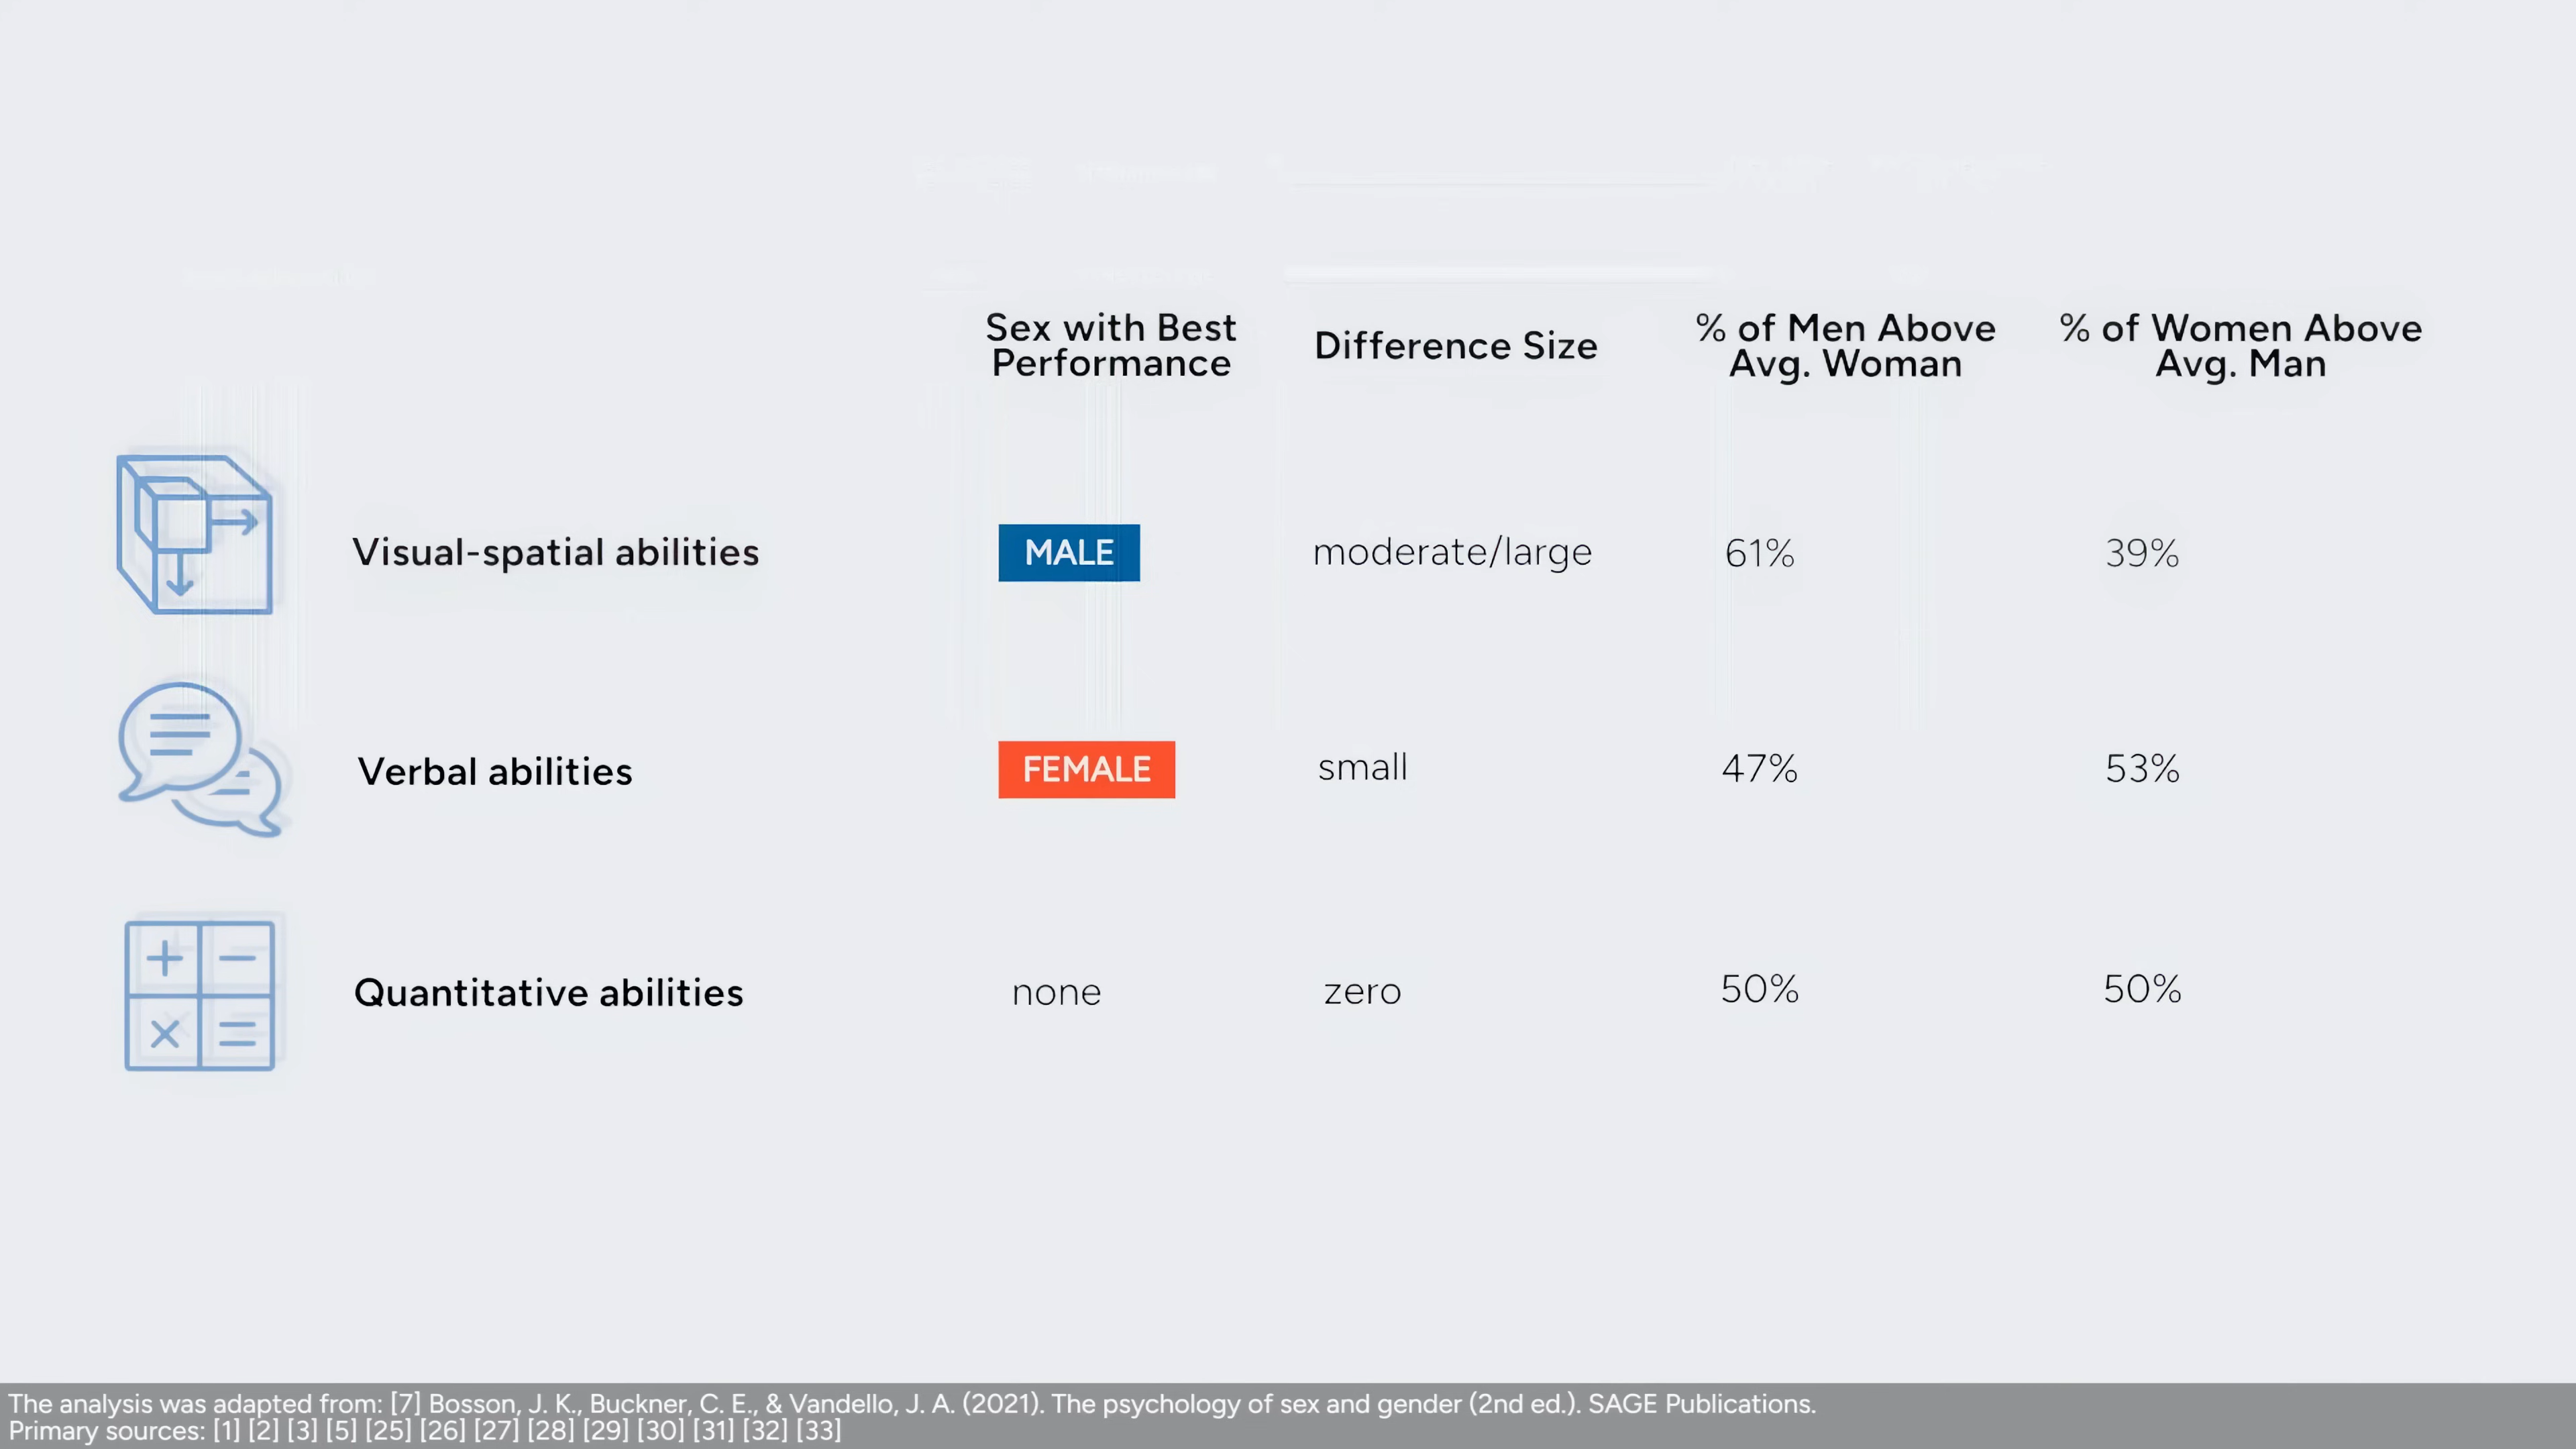 Sex with Best
Performance
Difference Size
% of Men Above
Avg. Woman
% of Women Above
Avg. Man
Visual-spatial abilities
MALE
moderate/large
61%
39%
Verbal abilities
FEMALE
small
47%
53%
Quantitative abilities
none
zero
50%
50%
The analysis was adapted from: [7] Bosson, J. K., Buckner, C. E., & Vandello, J. A. (2021). The psychology of sex and gender (2nd ed.). SAGE Publications.
Primary sources: [1] [2] [3] [5] [25] [26] [27] [28] [29] [30] [31] [32] [33]